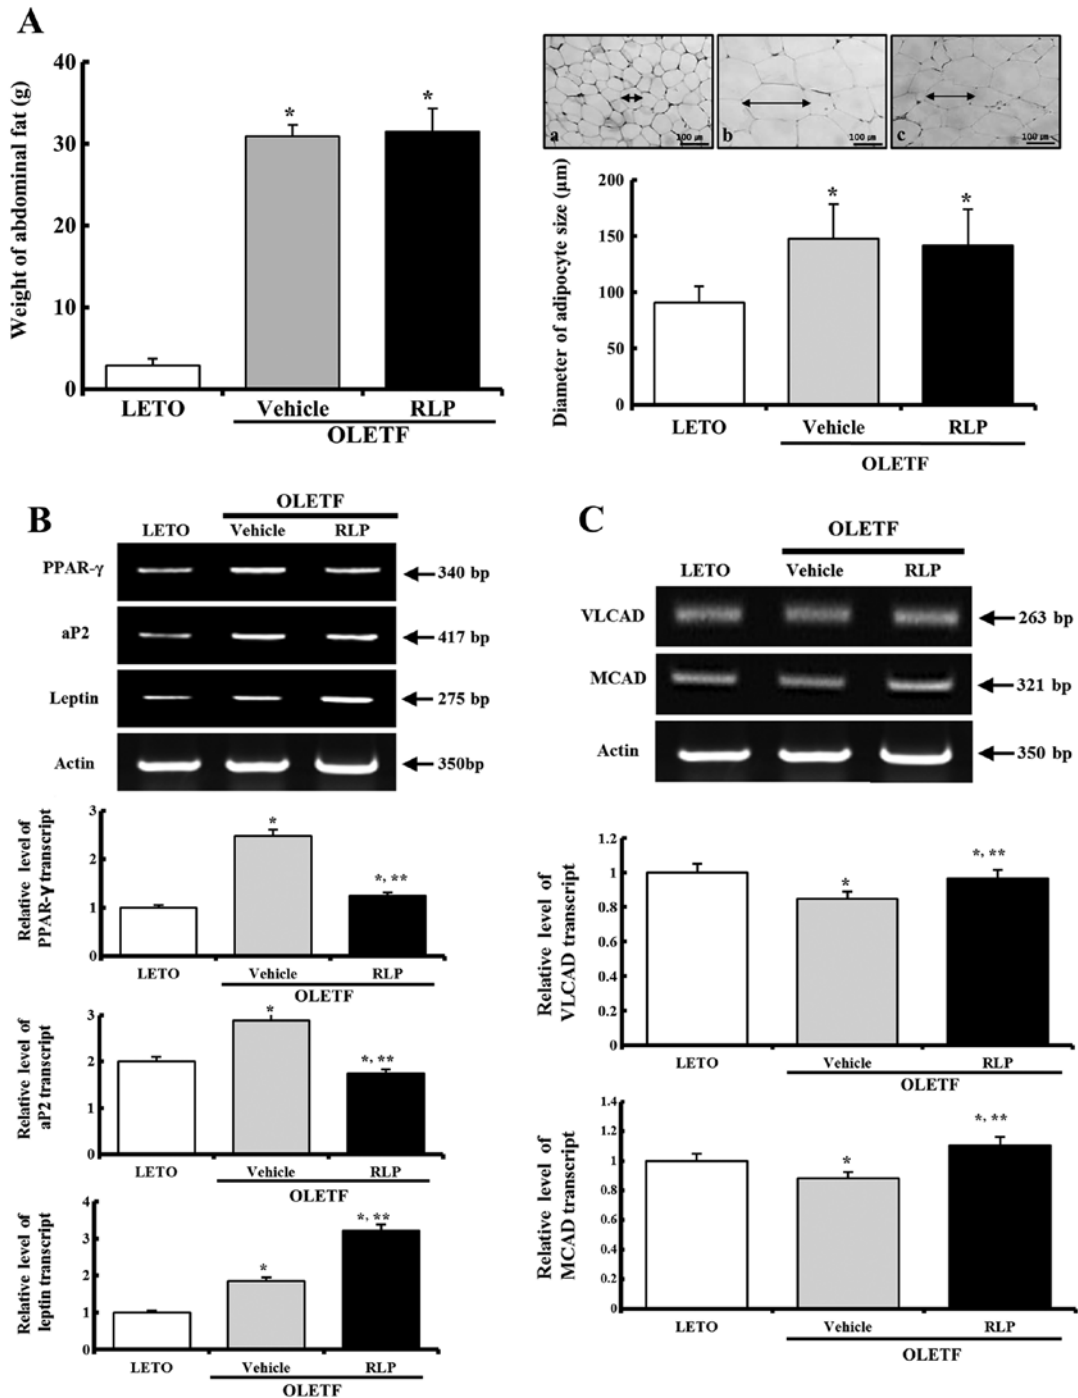 A
Weight of abdominal fat (g)
40
30
20
10
0
LETO
Vehicle
RLP
OLETF
a
100 μm
b
100 μm
c
100 μm
Diameter of adipocyte size (μm)
200
150
100
50
0
*
*
*
*
LETO
Vehicle
RLP
OLETF
B
OLETF
LETO
Vehicle
RLP
PPAR-γ
340 bp
aP2
417 bp
Leptin
275 bp
Actin
350bp
Relative level of
PPAR-γ transcript
3
2
1
0
*
*, **
LETO
Vehicle
RLP
OLETF
Relative level of
aP2 transcript
3
2
1
0
*
*, **
LETO
Vehicle
RLP
OLETF
Relative level of
leptin transcript
4
3
2
1
0
*
*, **
LETO
Vehicle
RLP
OLETF
C
OLETF
LETO
Vehicle
RLP
VLCAD
263 bp
MCAD
321 bp
Actin
350 bp
Relative level of
VLCAD transcript
1.2
1
0.8
0.6
0.4
0.2
0
*
*, **
LETO
Vehicle
RLP
OLETF
Relative level of
MCAD transcript
1.4
1.2
1
0.8
0.6
0.4
0.2
0
*
*, **
LETO
Vehicle
RLP
OLETF